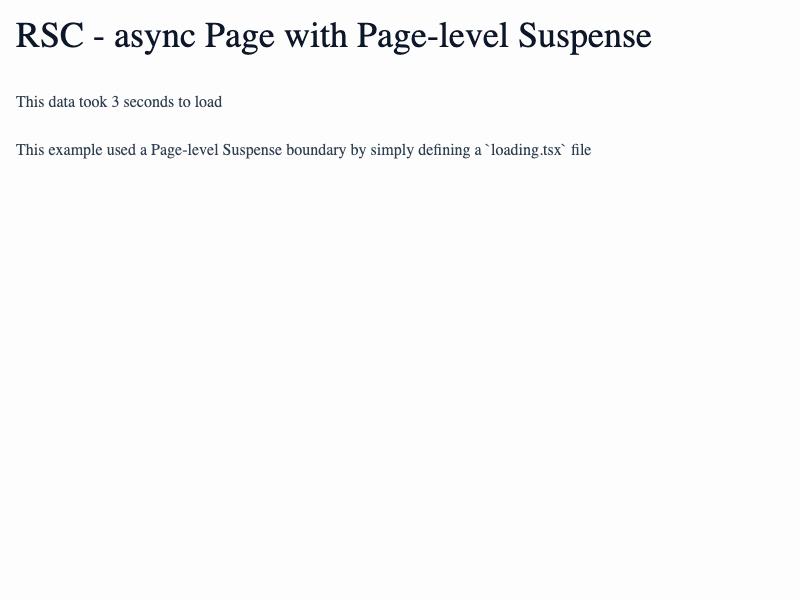 RSC - async Page with Page-level Suspense
This data took 3 seconds to load
This example used a Page-level Suspense boundary by simply defining a `loading.tsx` file